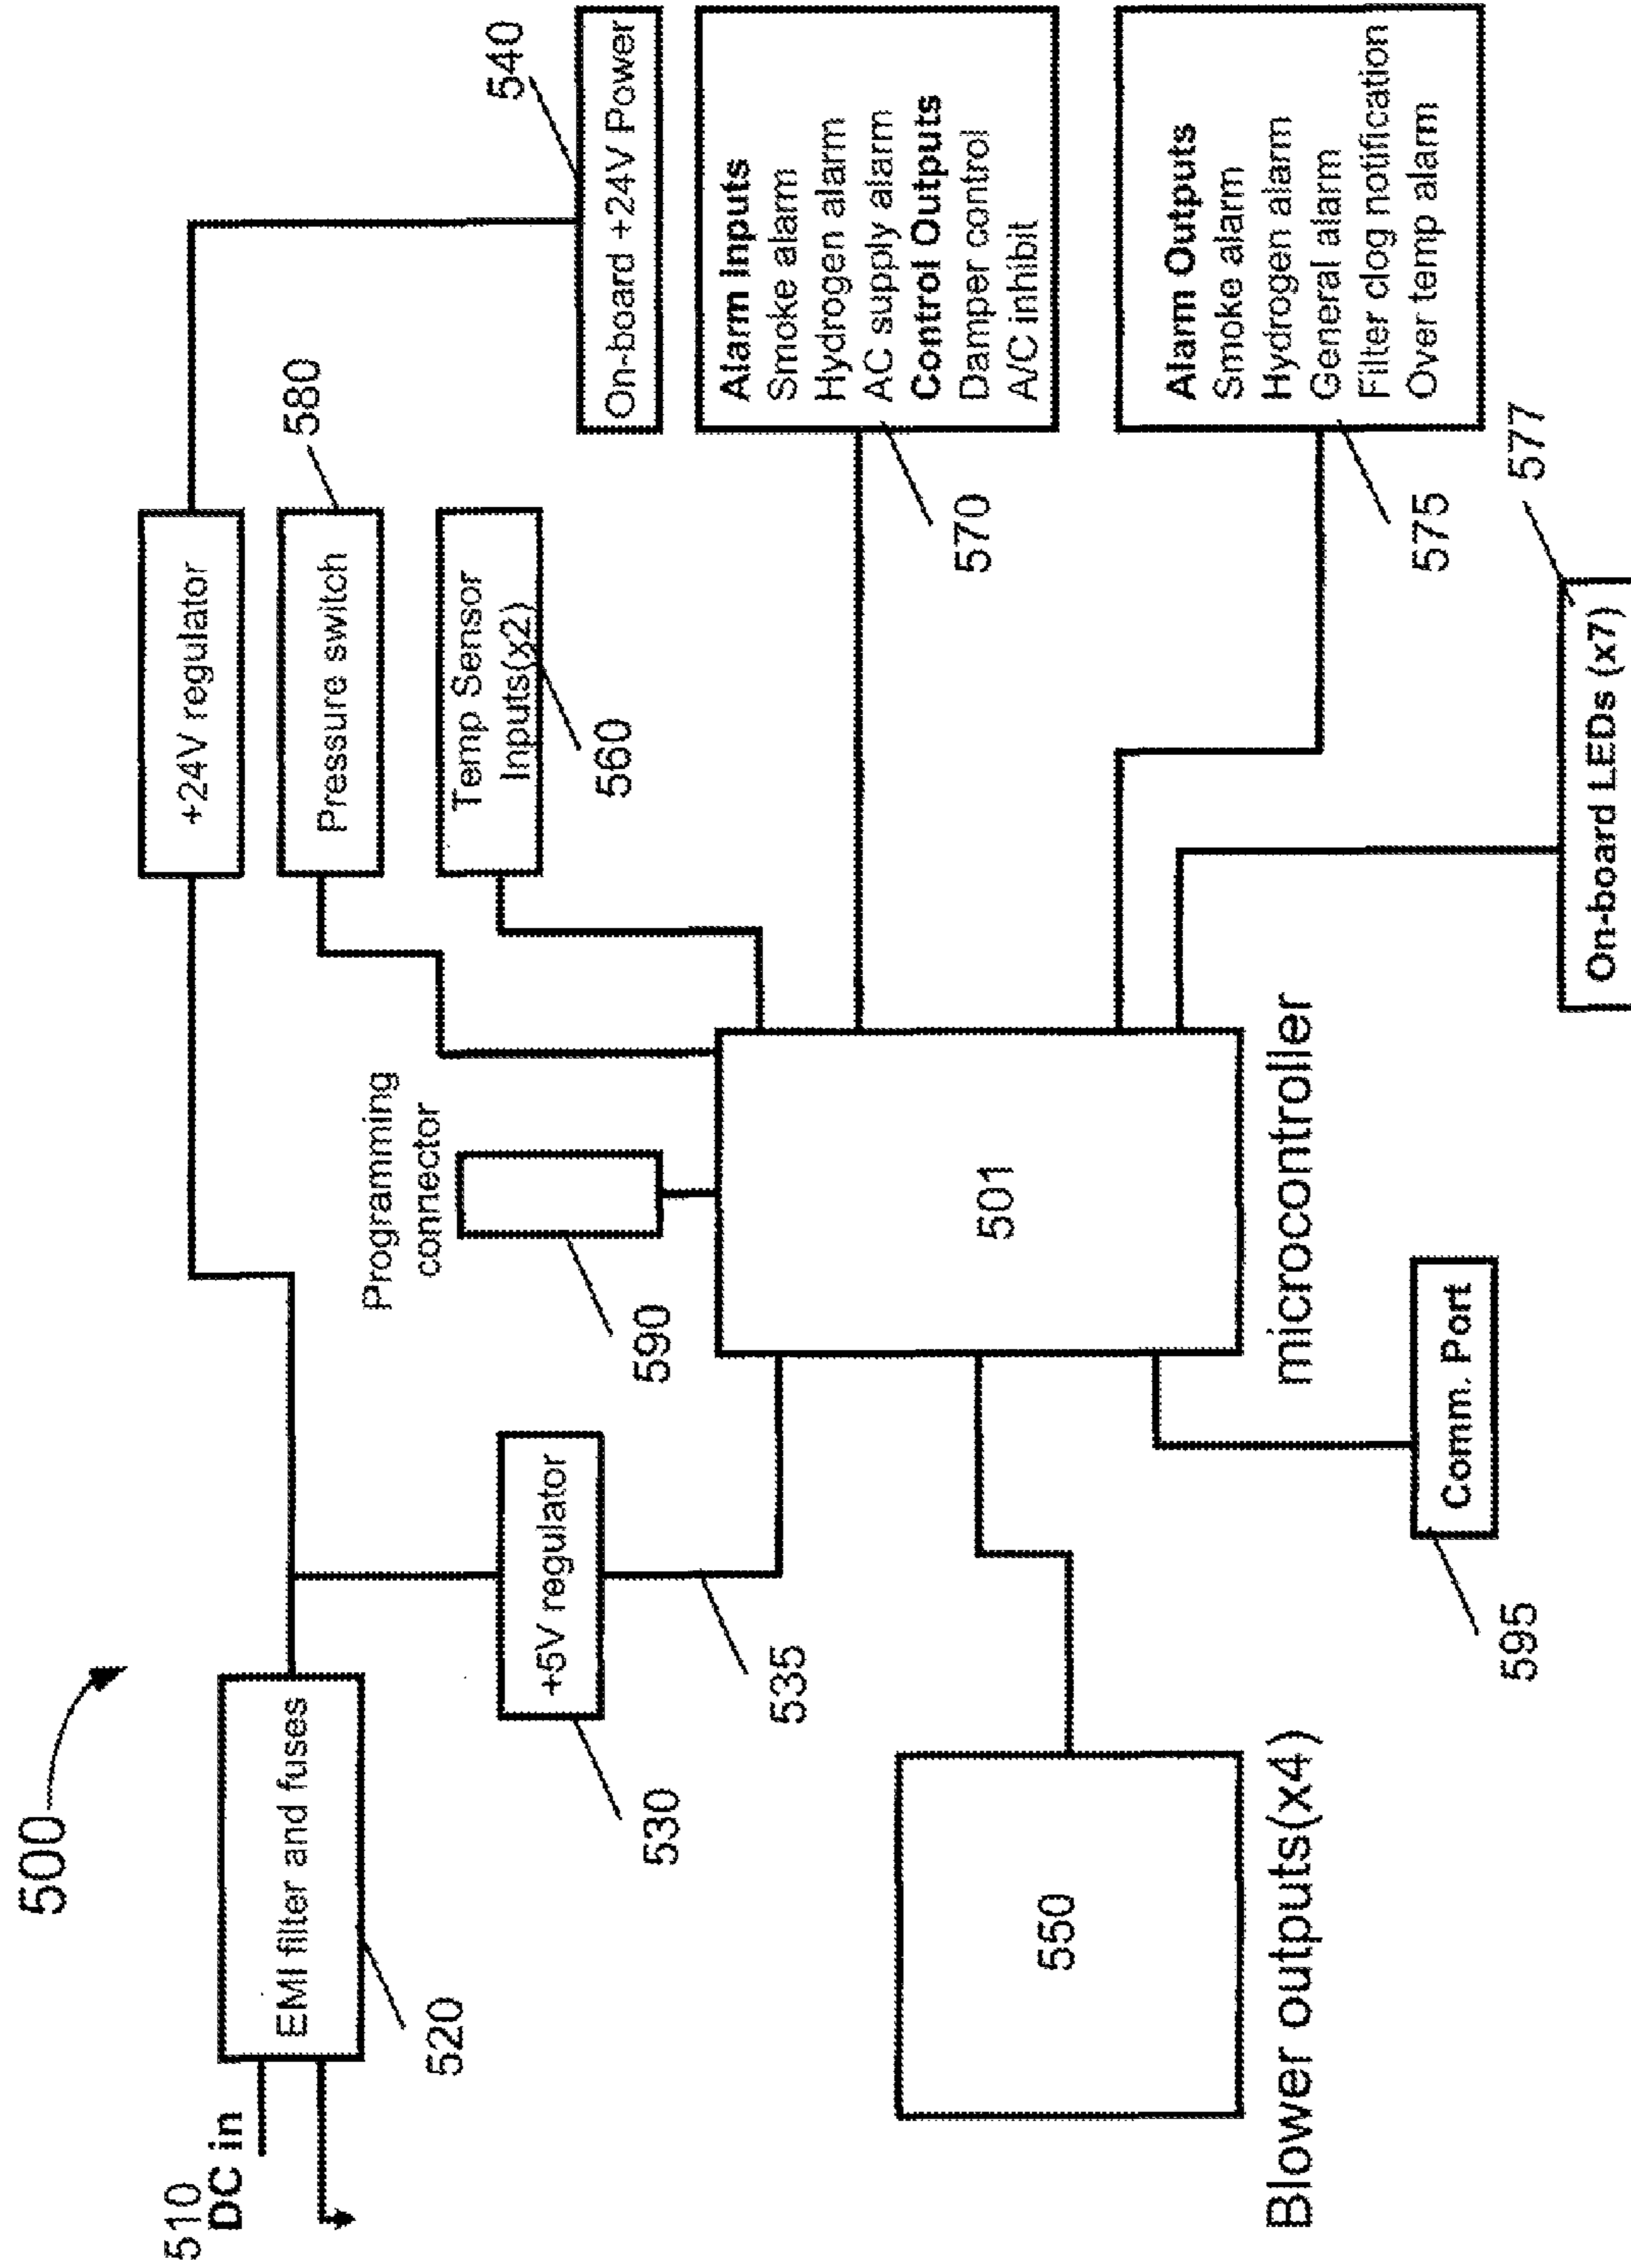 500
510
DC in
EMI filter and fuses
520
+5V regulator
530
535
+24V regulator
Pressure switch
580
Temp Sensor
Inputs(x2)
560
On-board +24V Power
540
Programming
connector
590
501
microcontroller
Alarm Inputs
Smoke alarm
Hydrogen alarm
AC supply alarm
Control Outputs
Damper control
A/C inhibit
570
Alarm Outputs
Smoke alarm
Hydrogen alarm
General alarm
Filter clog notification
Over temp alarm
575
577
On-board LEDs (x7)
550
Blower outputs(x4)
Comm. Port
595